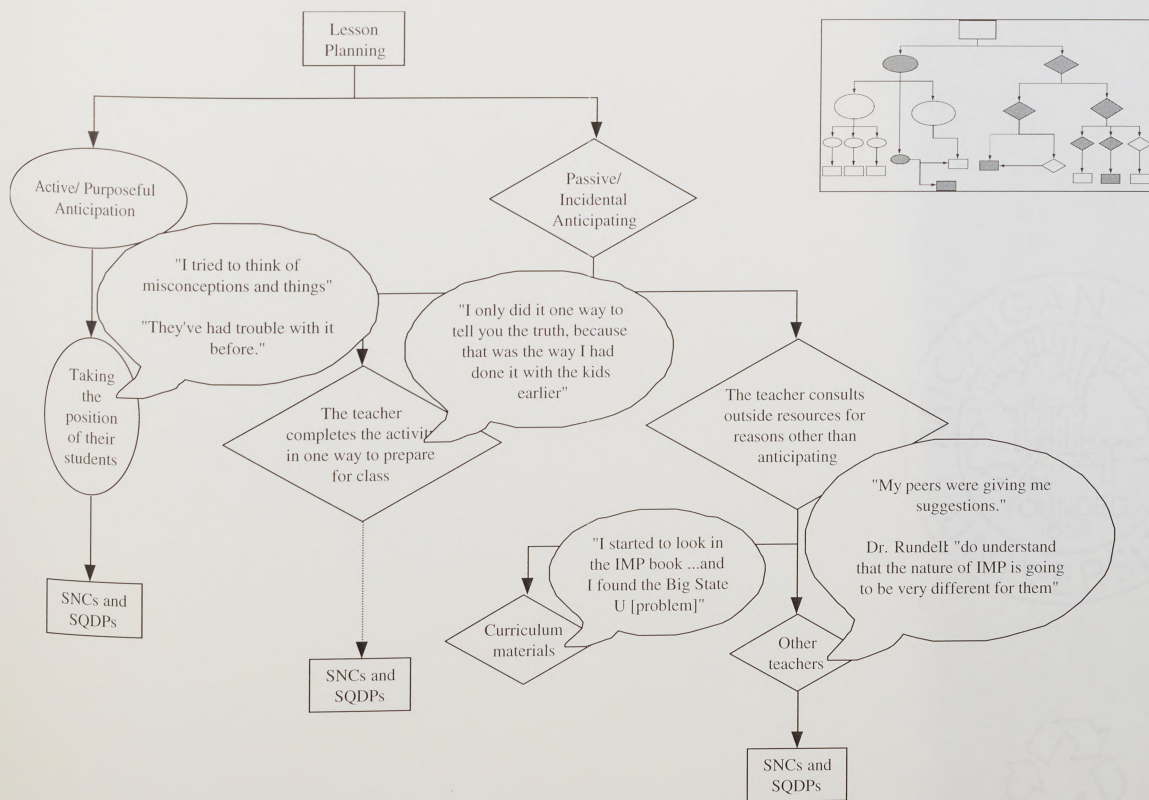 Lesson
Planning
Active/ Purposeful
Anticipation
Passive/
Incidental
Anticipating
"I tried to think of
misconceptions and things"
"They've had trouble with it
before."
"I only did it one way to
tell you the truth, because
that was the way I had
done it with the kids
earlier"
Taking
the
position
of their
students
The teacher
completes the activity
in one way to prepare
for class
The teacher consults
outside resources for
reasons other than
anticipating
"My peers were giving me
suggestions."
Dr. Rundell: "do understand
that the nature of IMP is going
to be very different for them"
"I started to look in
the IMP book ...and
I found the Big State
U [problem]"
SNCs and
SQDPs
Curriculum
materials
Other
teachers
SNCs and
SQDPs
SNCs and
SQDPs